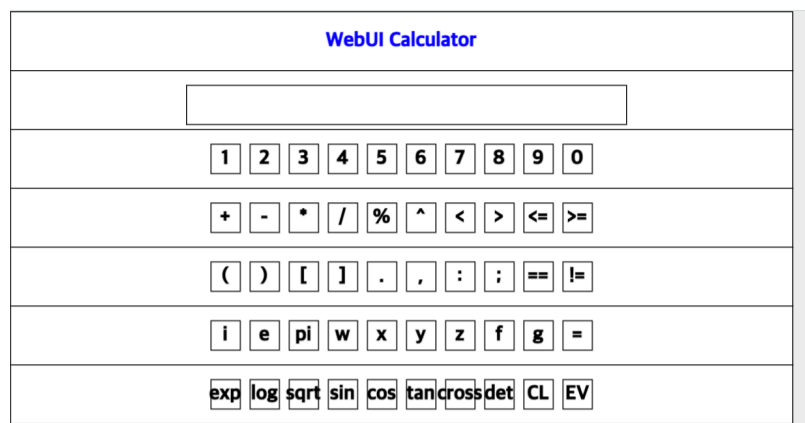 WebUI Calculator
1 2 3 4 5 6 7 8 9 0
+ - * / % ^ < > <= >=
( ) [ ] . , : ; == !=
i e pi w x y z f g =
exp log sqrt sin cos tan cross det CL EV